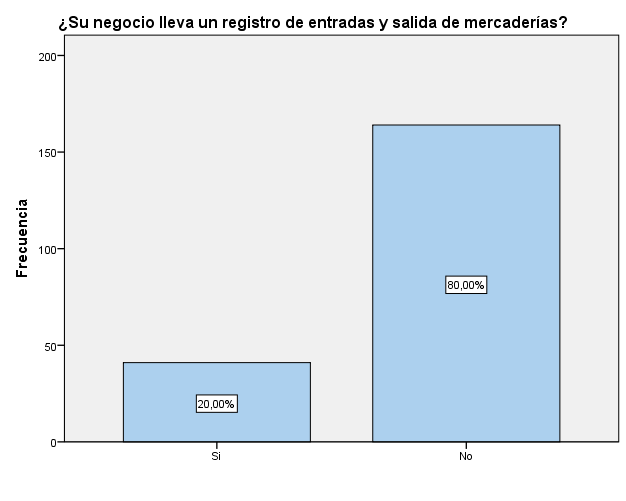 ¿Su negocio lleva un registro de entradas y salida de mercaderías?
200
150
100
50
0
Frecuencia
20,00%
80,00%
Si
No